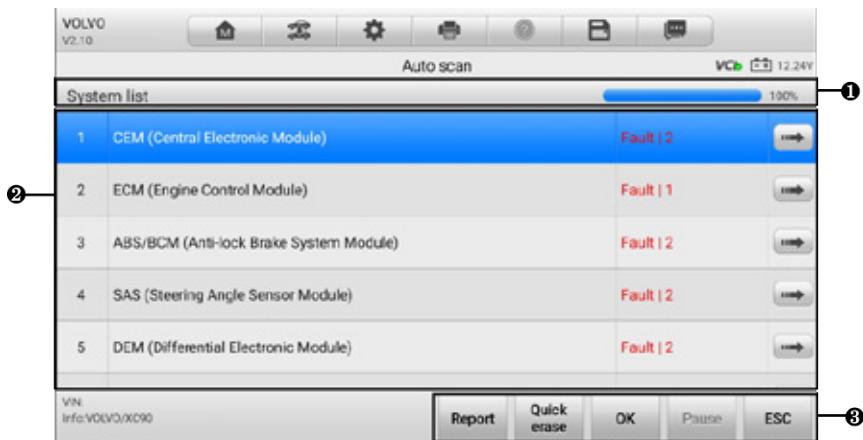 VOLVO
V2.10
M
?
Auto scan
VCb 12.24V
System list 100%
❶
1 CEM (Central Electronic Module) Fault | 2
2 ECM (Engine Control Module) Fault | 1
❷
3 ABS/BCM (Anti-lock Brake System Module) Fault | 2
4 SAS (Steering Angle Sensor Module) Fault | 2
5 DEM (Differential Electronic Module) Fault | 2
VIN:
Info:VOLVO/XC90
Report Quick erase OK Pause ESC
❸